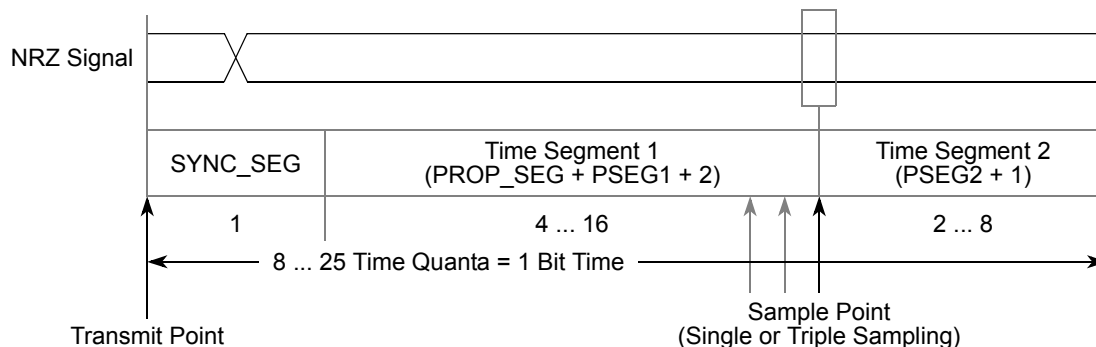 NRZ Signal
SYNC_SEG
Time Segment 1
(PROP_SEG + PSEG1 + 2)
Time Segment 2
(PSEG2 + 1)
1
4 ... 16
2 ... 8
8 ... 25 Time Quanta = 1 Bit Time
Transmit Point
Sample Point
(Single or Triple Sampling)